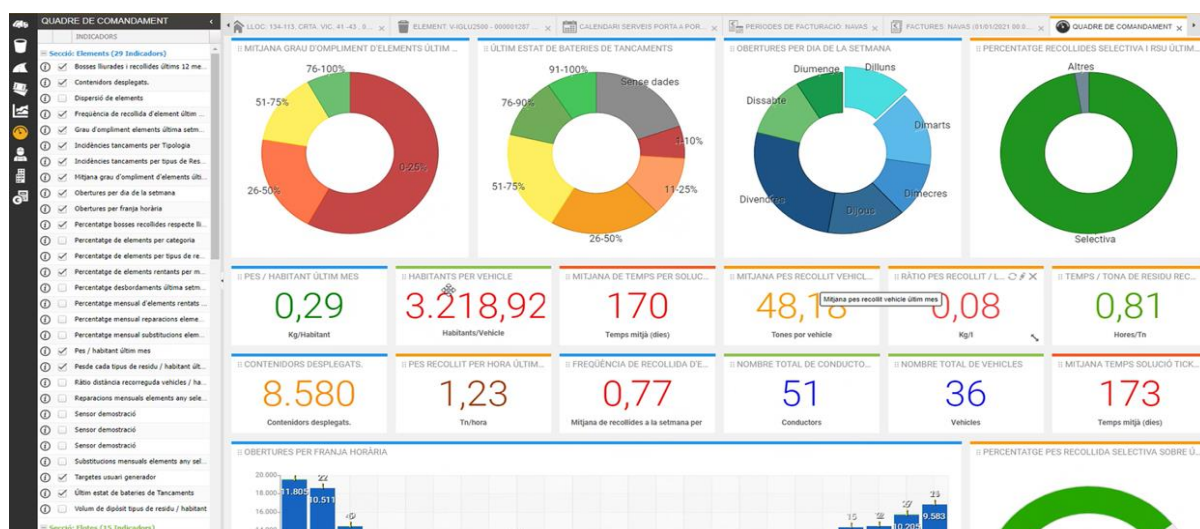 QUADRE DE COMANDAMENT
INDICADORS
Secció: Elements (29 Indicadors)
Bosses lliurades i recollides últims 12 me...
Contenidors desplegats.
Dispersió de elements
Freqüència de recollida d'element últim ...
Grau d'ompliment elements última setm...
Incidències tancaments per Tipologia
Incidències tancaments per tipus de Res...
Mitjana grau d'ompliment d'elements últi...
Obertures per dia de la setmana
Obertures per franja horària
Percentatge bosses recollides respecte lli...
Percentatge de elements per categoria
Percentatge de elements per tipus de re...
Percentatge de elements rentants per m...
Percentatge desbordaments última setm...
Percentatge mensual d'elements rentats ...
Percentatge mensual reparacions eleme...
Percentatge mensual substitucions elem...
Pes / habitant últim mes
Pesde cada tipus de residu / habitant últ...
Ràtio distància recorreguda vehicles / ha...
Reparacions mensuals elements any sele...
Sensor demostració
Sensor demostració
Sensor demostració
Substitucions mensuals elements any sel...
Targetes usuari generador
Últim estat de bateries de Tancaments
Volum de dipòsit tipus de residu / habitant
Secció: Flotes (15 Indicadors)
LLOC: 134-113. CRTA. VIC, 41-43 , 0...
ELEMENT: V-IGLU2500 - 000001287 ...
CALENDARI SERVEIS PORTA A POR...
PERIODES DE FACTURACIÓ: NAVAS
FACTURES: NAVAS (01/01/2021 00:0...
QUADRE DE COMANDAMENT
MITJANA GRAU D'OMPLIMENT D'ELEMENTS ÚLTIM ...
76-100%
51-75%
0-25%
26-50%
ÚLTIM ESTAT DE BATERIES DE TANCAMENTS
91-100%
Sense dades
76-90%
1-10%
51-75%
11-25%
26-50%
OBERTURES PER DIA DE LA SETMANA
Diumenge
Dilluns
Dissabte
Dimarts
Divendres
Dimecres
Dijous
PERCENTATGE RECOLLIDES SELECTIVA I RSU ÚLTIM...
Altres
Selectiva
PES / HABITANT ÚLTIM MES
0,29
Kg/Habitant
HABITANTS PER VEHICLE
3.218,92
Habitants/Vehicle
MITJANA DE TEMPS PER SOLUC...
170
Temps mitjà (dies)
MITJANA PES RECOLLIT VEHICL...
48,18
Tones per vehicle
Mitjana pes recollit vehicle últim mes
RÀTIO PES RECOLLIT / L...
0,08
Kg/l
TEMPS / TONA DE RESIDU REC...
0,81
Hores/Tn
CONTENIDORS DESPLEGATS.
8.580
Contenidors desplegats.
PES RECOLLIT PER HORA ÚLTIM...
1,23
Tn/hora
FREQÜÈNCIA DE RECOLLIDA D'E...
0,77
Mitjana de recollides a la setmana per
NOMBRE TOTAL DE CONDUCTO...
51
Conductors
NOMBRE TOTAL DE VEHICLES
36
Vehicles
MITJANA TEMPS SOLUCIÓ TICK...
173
Temps mitjà (dies)
OBERTURES PER FRANJA HORÀRIA
20.000
18.000
11.805
22
10.511
15
10.205
9.583
PERCENTATGE PES RECOLLIDA SELECTIVA SOBRE Ú...